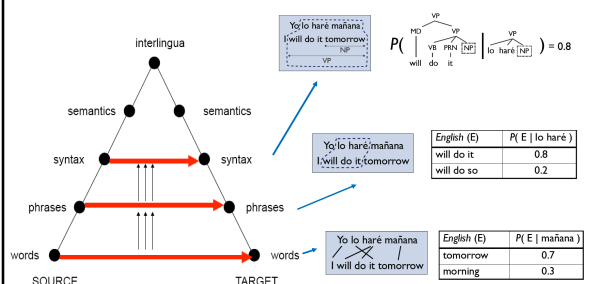 interlingua
semantics semantics
syntax syntax
phrases phrases
words words
SOURCE TARGET
Yo lo haré mañana
I will do it tomorrow
NP
VP
P( VP | VP ) = 0.8
MD VP
VB PRN NP lo haré NP
will do it
Yo lo haré mañana
I will do it tomorrow
English (E) P( E | lo haré )
will do it 0.8
will do so 0.2
Yo lo haré mañana
I will do it tomorrow
English (E) P( E | mañana )
tomorrow 0.7
morning 0.3